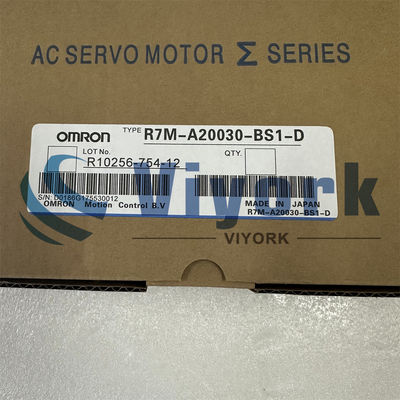 AC SERVO MOTOR Σ SERIES
OMRON
TYPE R7M-A20030-BS1-D
LOT No. QTY.
R10256-754-12
Viyork
VIYORK
S/N: D0186G175530012
MADE IN JAPAN
OMRON Motion Control B.V
R7M-A20030-BS1-D